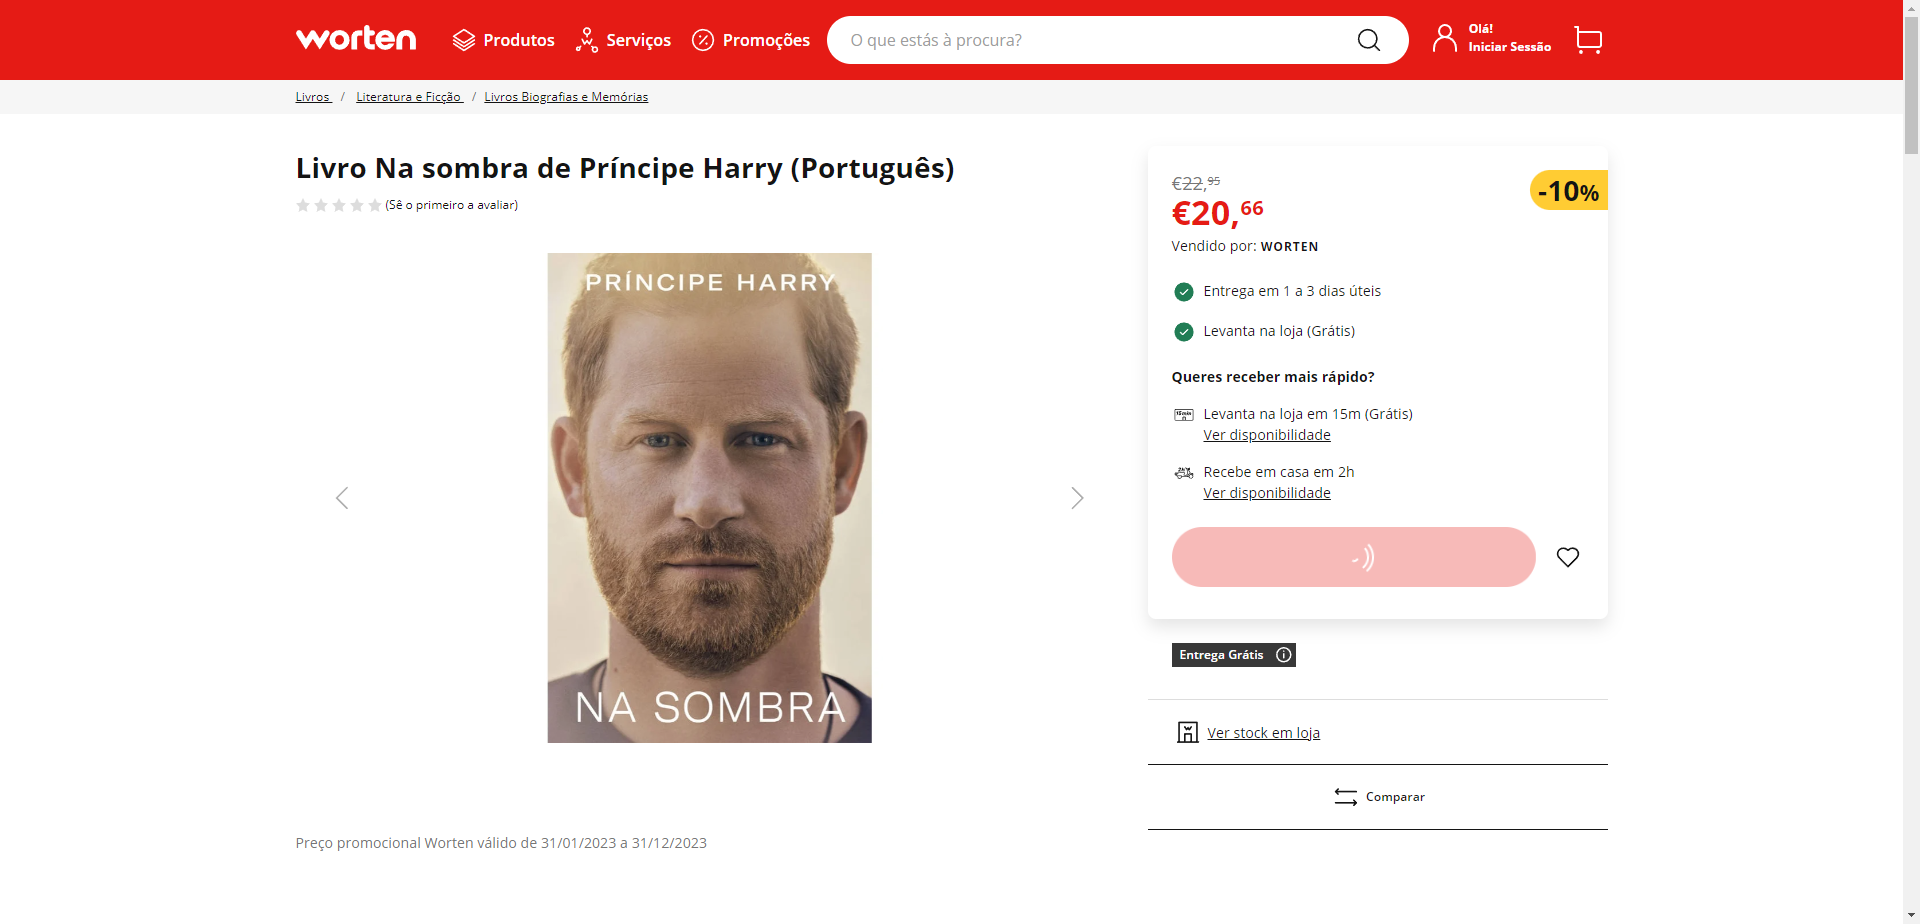 worten
Produtos
Serviços
Promoções
O que estás à procura?
Olá!
Iniciar Sessão
Livros / Literatura e Ficção / Livros Biografias e Memórias
Livro Na sombra de Príncipe Harry (Português)
(Sê o primeiro a avaliar)
PRÍNCIPE HARRY
NA SOMBRA
Preço promocional Worten válido de 31/01/2023 a 31/12/2023
€22,95
-10%
€20,66
Vendido por: WORTEN
Entrega em 1 a 3 dias úteis
Levanta na loja (Grátis)
Queres receber mais rápido?
Levanta na loja em 15m (Grátis)
Ver disponibilidade
Recebe em casa em 2h
Ver disponibilidade
Entrega Grátis
Ver stock em loja
Comparar